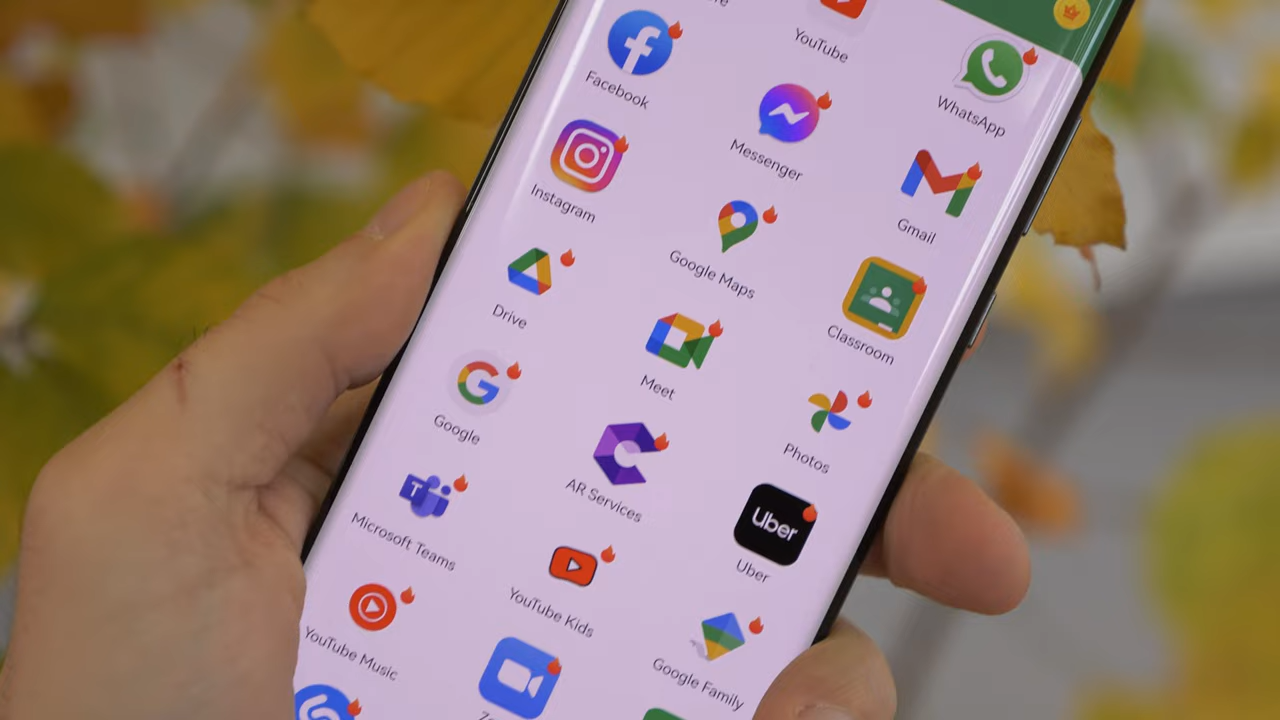 YouTube
Facebook
WhatsApp
Messenger
Instagram
Gmail
Google Maps
Drive
Classroom
Meet
Google
Photos
AR Services
T
Microsoft Teams
Uber
Uber
YouTube Kids
YouTube Music
Google Family